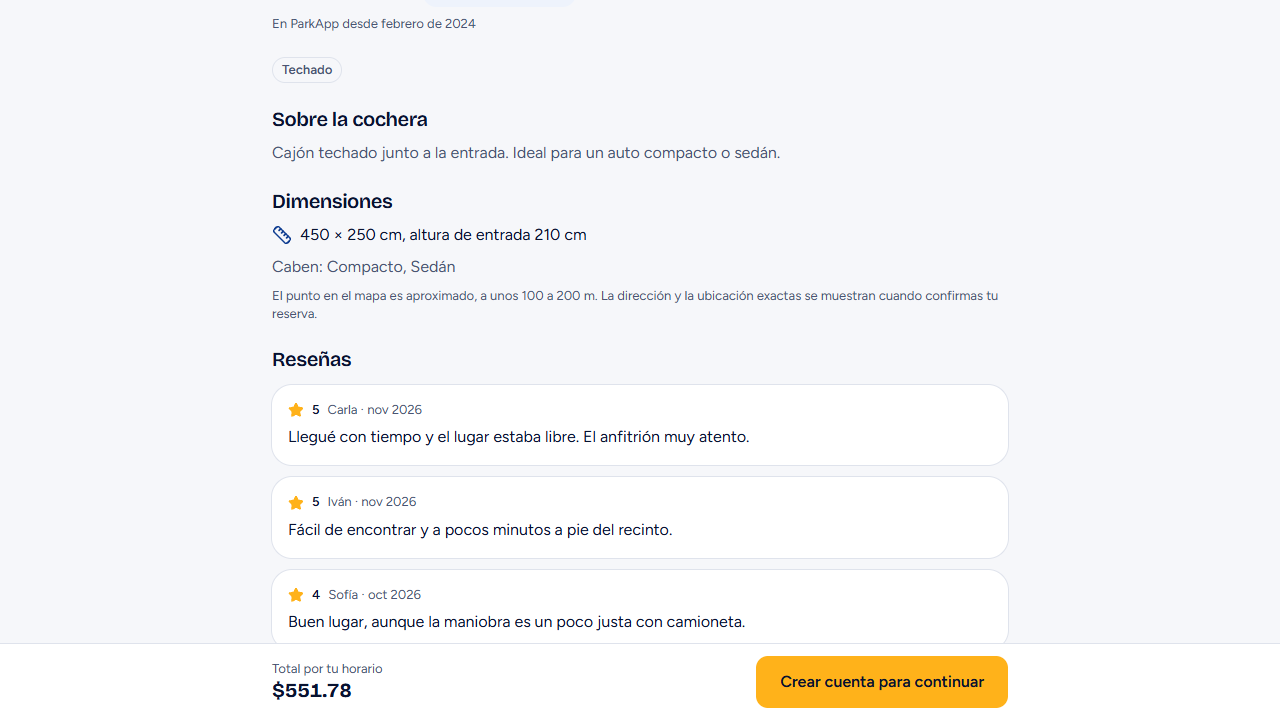 En ParkApp desde febrero de 2024
Techado
Sobre la cochera
Cajón techado junto a la entrada. Ideal para un auto compacto o sedán.
Dimensiones
450 × 250 cm, altura de entrada 210 cm
Caben: Compacto, Sedán
El punto en el mapa es aproximado, a unos 100 a 200 m. La dirección y la ubicación exactas se muestran cuando confirmas tu
reserva.
Reseñas
5 Carla · nov 2026
Llegué con tiempo y el lugar estaba libre. El anfitrión muy atento.
5 Iván · nov 2026
Fácil de encontrar y a pocos minutos a pie del recinto.
4 Sofía · oct 2026
Buen lugar, aunque la maniobra es un poco justa con camioneta.
Total por tu horario
$551.78
Crear cuenta para continuar